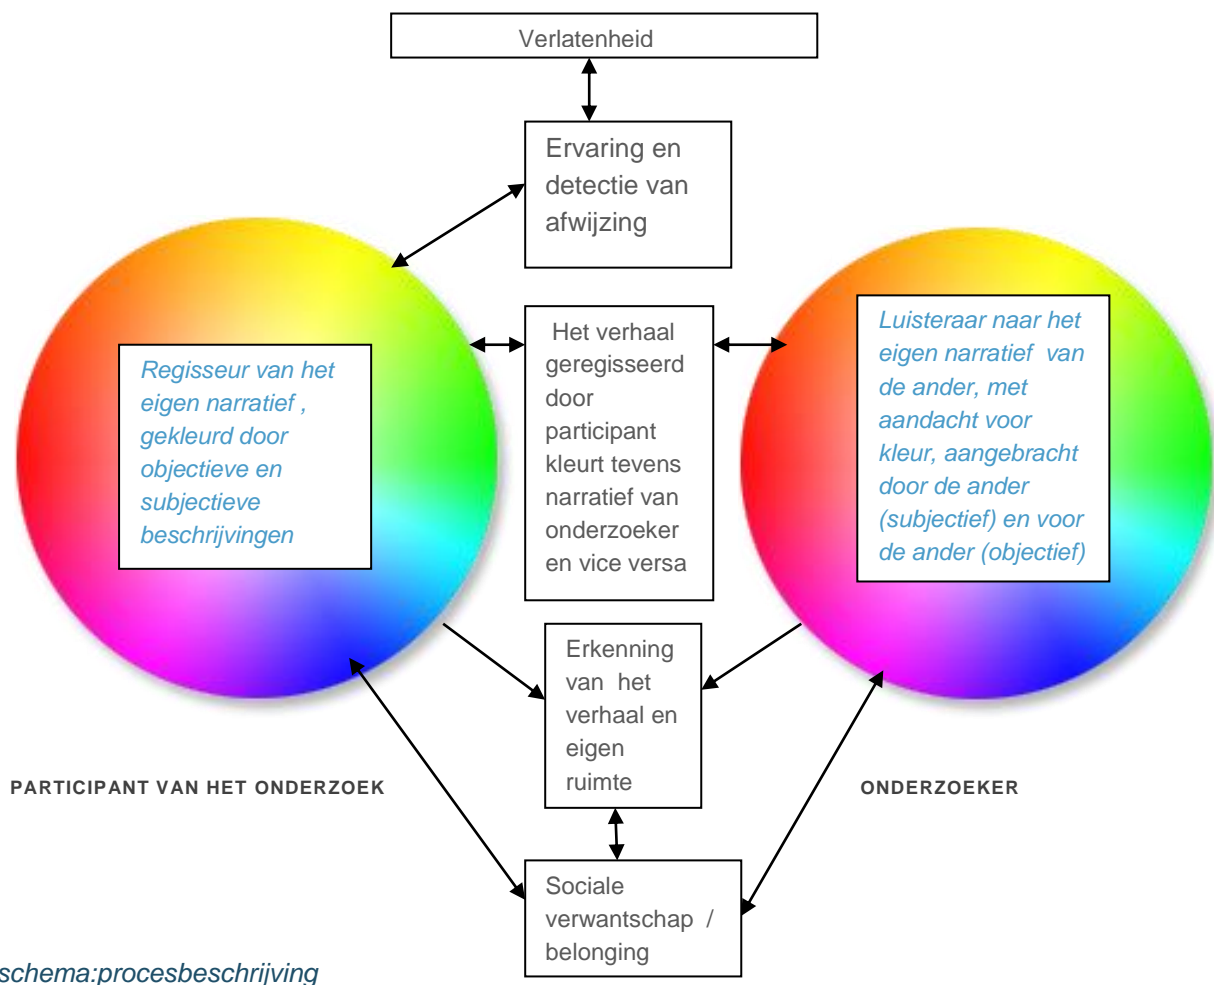 Verlatenheid
Ervaring en
detectie van
afwijzing
Regisseur van het
eigen narratief ,
gekleurd door
objectieve en
subjectieve
beschrijvingen
Het verhaal
geregisseerd
door
participant
kleurt tevens
narratief van
onderzoeker
en vice versa
Luisteraar naar het
eigen narratief van
de ander, met
aandacht voor
kleur, aangebracht
door de ander
(subjectief) en voor
de ander (objectief)
Erkenning
van het
verhaal en
eigen
ruimte
PARTICIPANT VAN HET ONDERZOEK
ONDERZOEKER
Sociale
verwantschap /
belonging
schema:procesbeschrijving